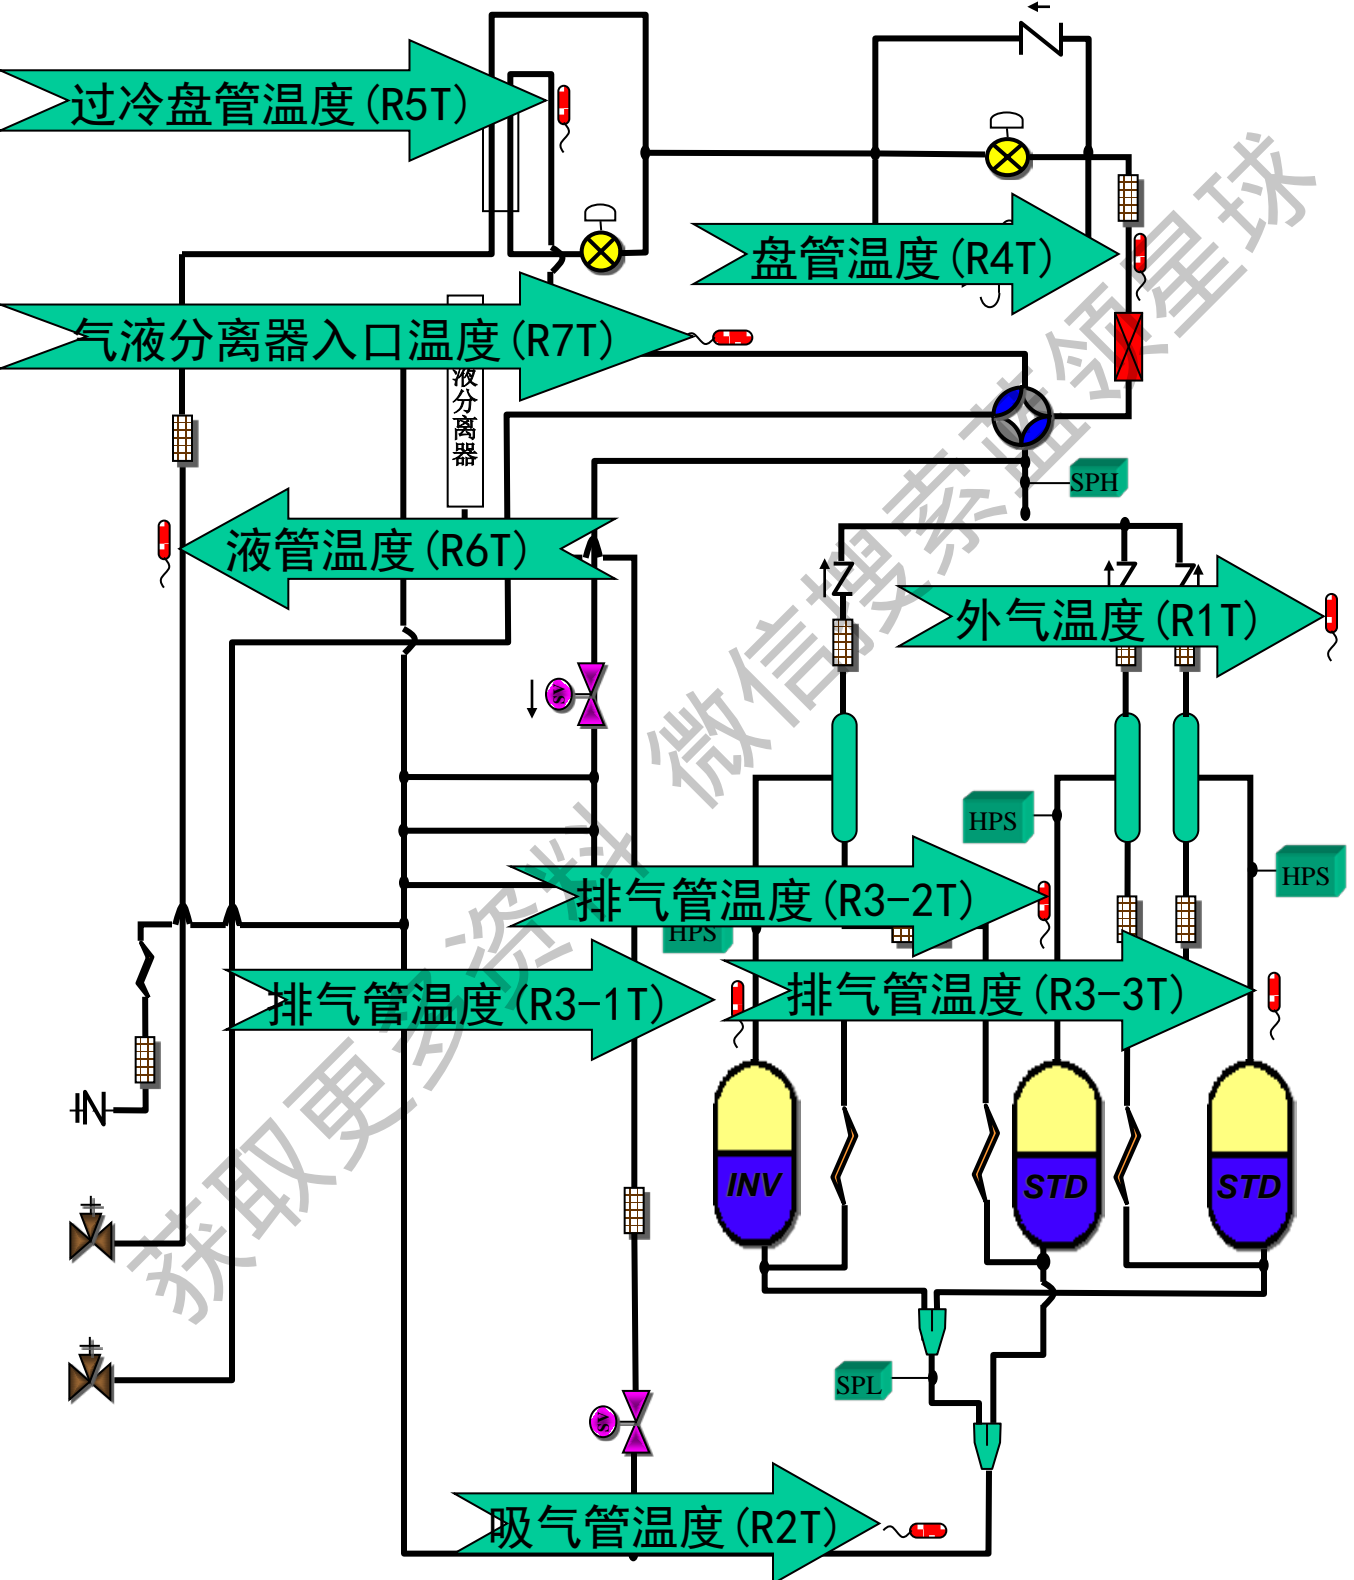 过冷盘管温度(R5T)
盘管温度(R4T)
气液分离器入口温度(R7T)
液分离器
SPH
液管温度(R6T)
外气温度(R1T)
SV
HPS
HPS
排气管温度(R3-2T)
HPS
排气管温度(R3-1T)
排气管温度(R3-3T)
INV
STD
STD
SPL
SV
吸气管温度(R2T)
获取更多资料 微信搜索蓝领星球